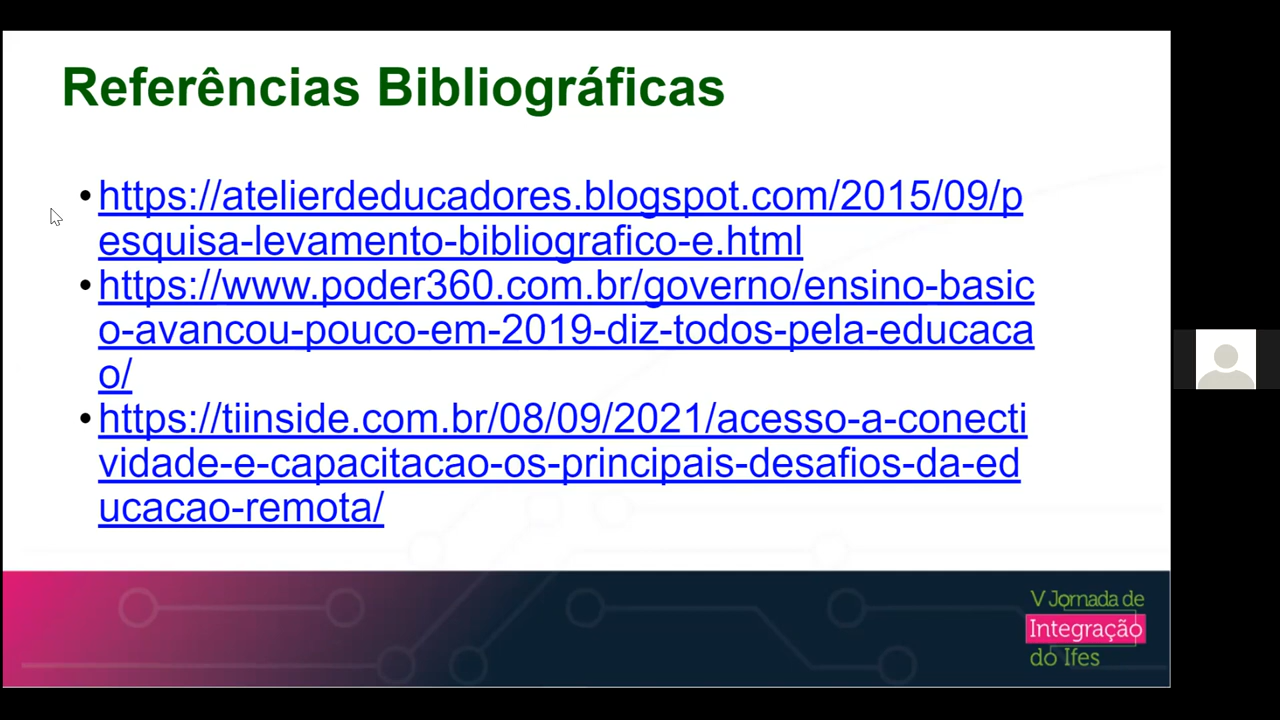 Referências Bibliográficas
• https://atelierdeducadores.blogspot.com/2015/09/p
esquisa-levamento-bibliografico-e.html
• https://www.poder360.com.br/governo/ensino-basic
o-avancou-pouco-em-2019-diz-todos-pela-educaca
o/
• https://tiinside.com.br/08/09/2021/acesso-a-conecti
vidade-e-capacitacao-os-principais-desafios-da-ed
ucacao-remota/
V Jornada de
Integração
do Ifes